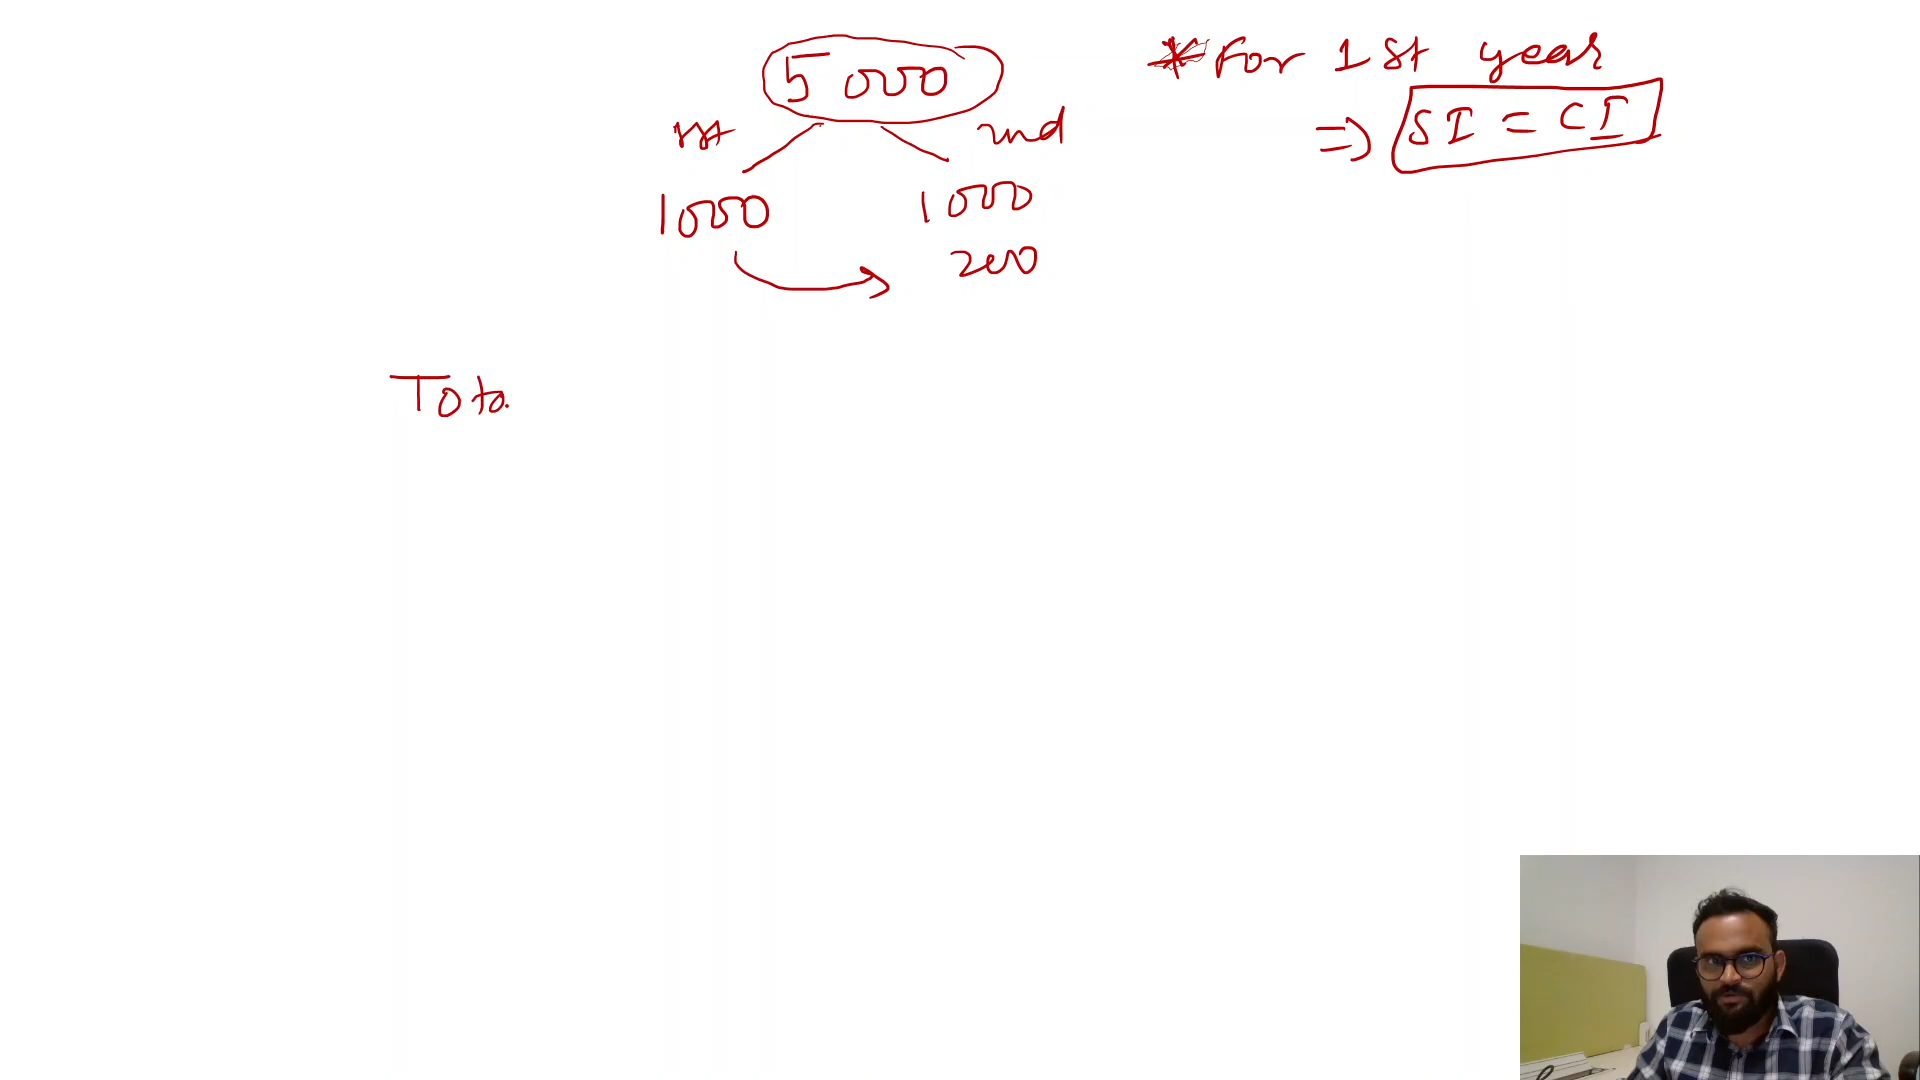 5000
* For 1st year
⇒ SI = CI
1st 2nd
1000 1000
200
Tota